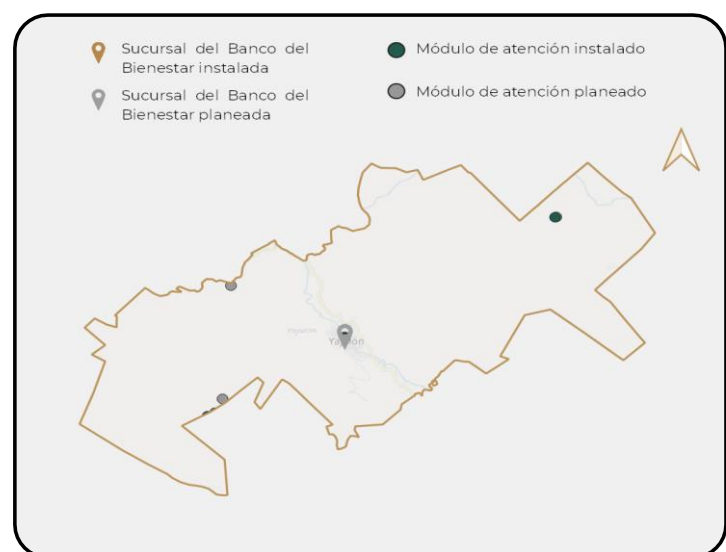 Sucursal del Banco del
Bienestar instalada
Sucursal del Banco del
Bienestar planeada
Módulo de atención instalado
Módulo de atención planeado